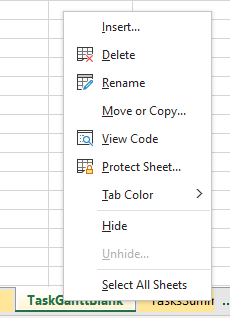 Insert...
Delete
Rename
Move or Copy...
View Code
Protect Sheet...
Tab Color
Hide
Unhide...
Select All Sheets
TaskGanttBlank
...